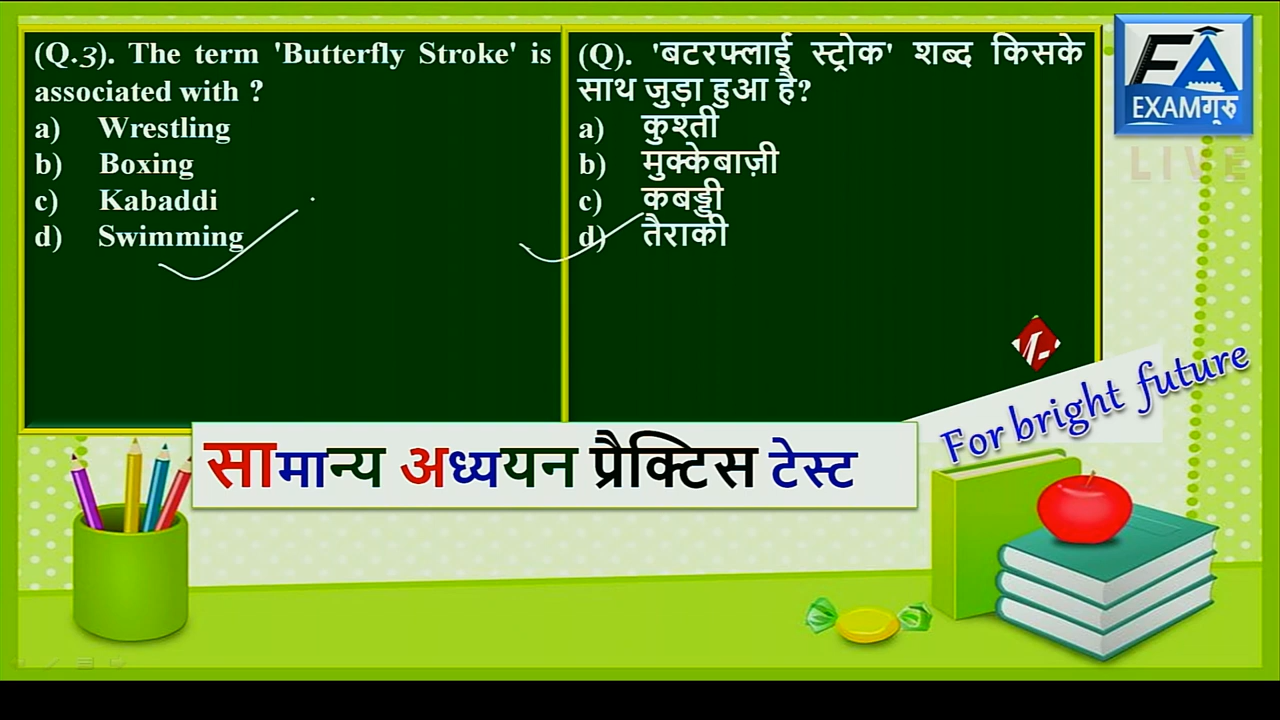 (Q.3). The term 'Butterfly Stroke' is
associated with ?
a) Wrestling
b) Boxing
c) Kabaddi
d) Swimming
(Q). 'बटरफ्लाई स्ट्रोक' शब्द किसके
साथ जुड़ा हुआ है?
a) कुश्ती
b) मुक्केबाज़ी
c) कबड्डी
d) तैराकी
FA
EXAMगुरु
LIVE
For bright future
सामान्य अध्ययन प्रैक्टिस टेस्ट